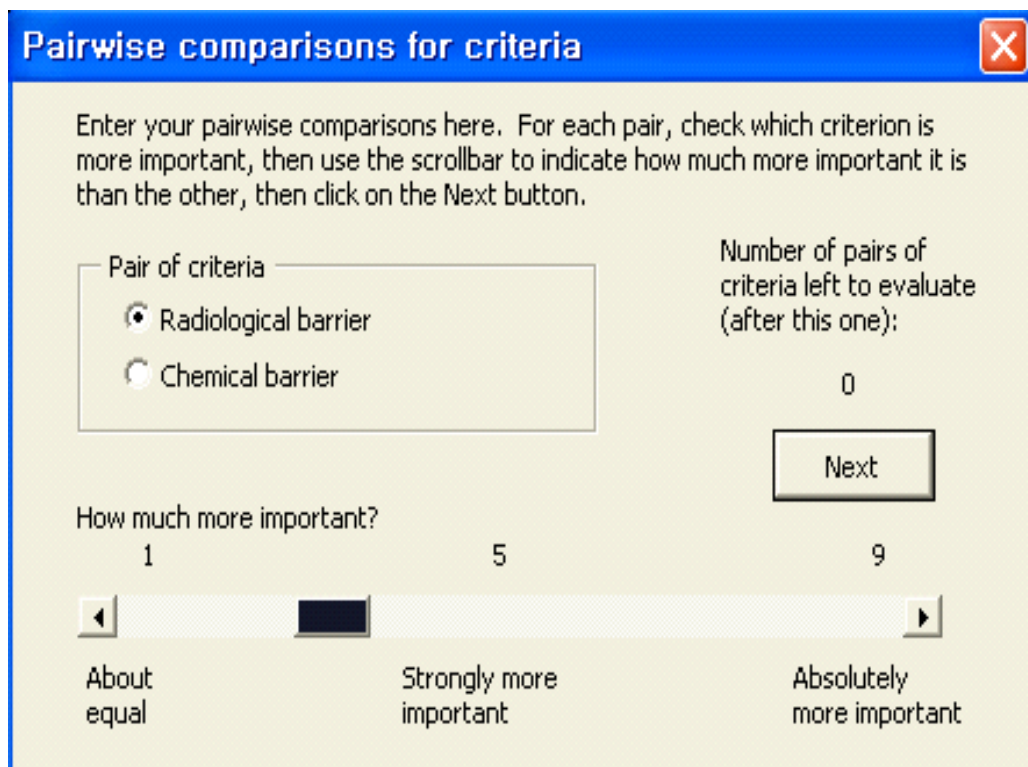 Pairwise comparisons for criteria
Enter your pairwise comparisons here. For each pair, check which criterion is
more important, then use the scrollbar to indicate how much more important it is
than the other, then click on the Next button.
Pair of criteria
Radiological barrier
Chemical barrier
Number of pairs of
criteria left to evaluate
(after this one):
0
Next
How much more important?
1 5 9
About
equal
Strongly more
important
Absolutely
more important